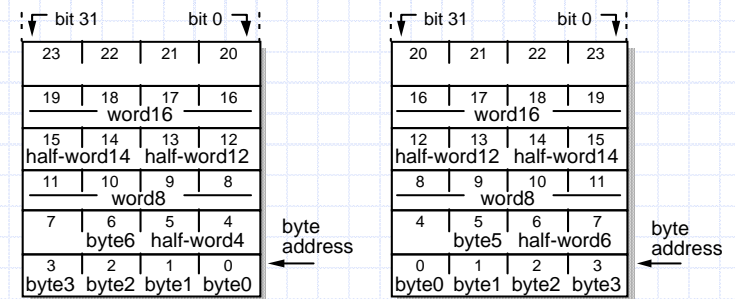 bit 31 bit 0
23 22 21 20
19 18 17 16
word16
15 14 13 12
half-word14 half-word12
11 10 9 8
word8
7 6 5 4
byte6 half-word4
3 2 1 0
byte3 byte2 byte1 byte0
byte
address
bit 31 bit 0
20 21 22 23
16 17 18 19
word16
12 13 14 15
half-word12 half-word14
8 9 10 11
word8
4 5 6 7
byte5 half-word6
0 1 2 3
byte0 byte1 byte2 byte3
byte
address